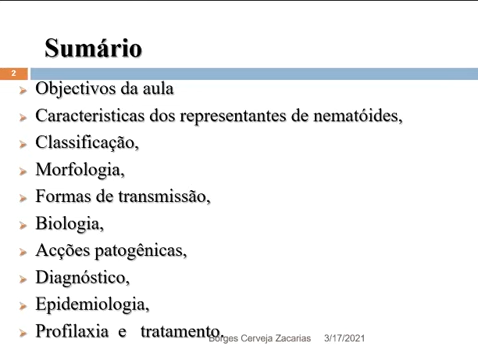 Sumário
2
Objectivos da aula
Caracteristicas dos representantes de nematóides,
Classificação,
Morfologia,
Formas de transmissão,
Biologia,
Acções patogênicas,
Diagnóstico,
Epidemiologia,
Profilaxia e tratamento.
Borges Cerveja Zacarias 3/17/2021